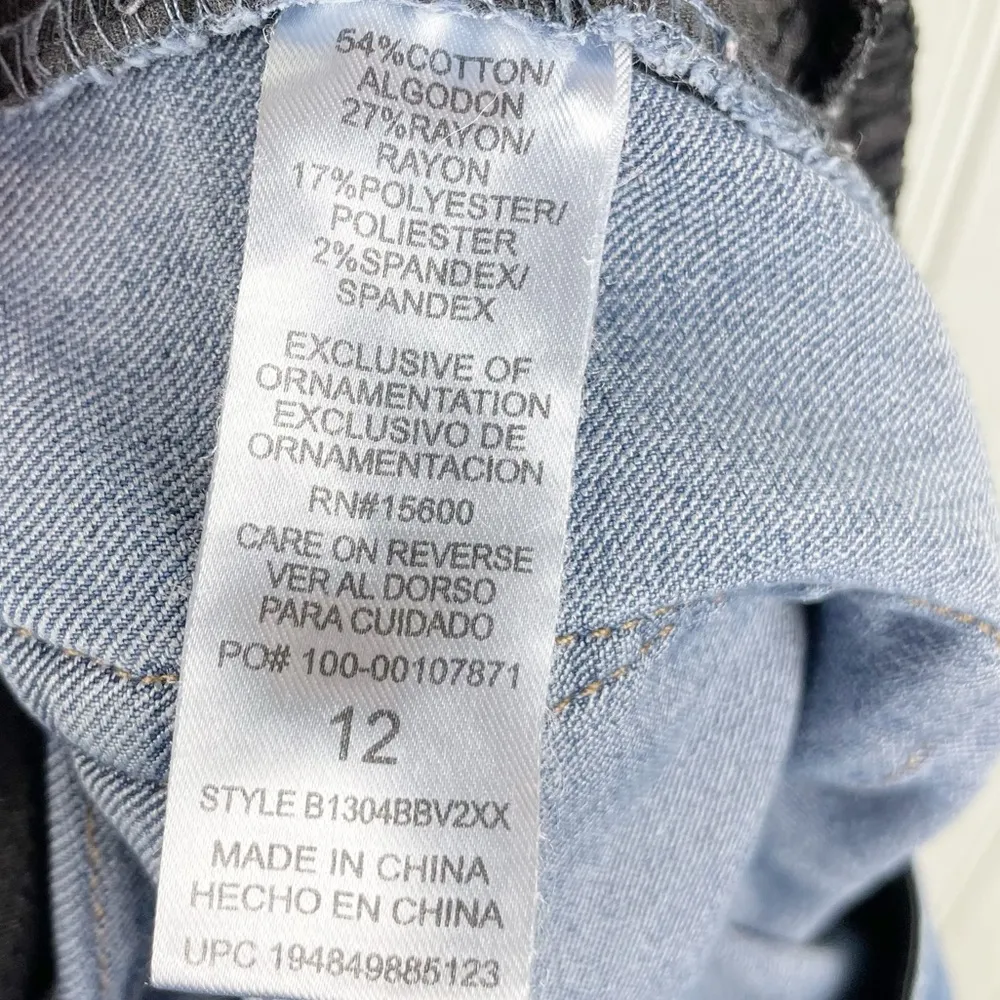 54%COTTON/
ALGODON
27%RAYON/
RAYON
17%POLYESTER/
POLIESTER
2%SPANDEX/
SPANDEX
EXCLUSIVE OF
ORNAMENTATION
EXCLUSIVO DE
ORNAMENTACION
RN#15600
CARE ON REVERSE
VER AL DORSO
PARA CUIDADO
PO# 100-00107871
12
STYLE B1304BBV2XX
MADE IN CHINA
HECHO EN CHINA
UPC 194849885123